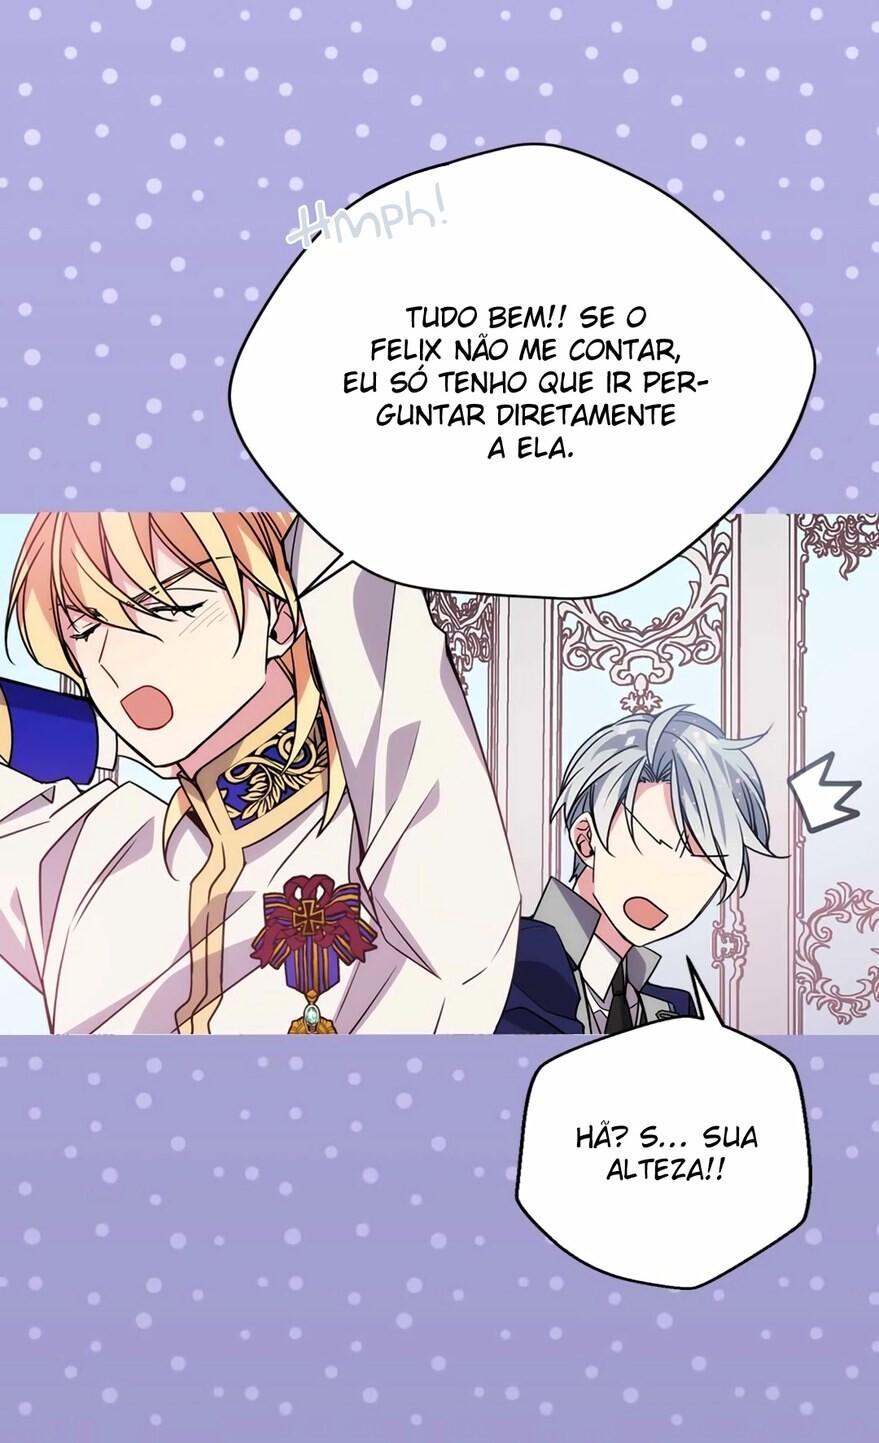 Hmph!
TUDO BEM!! SE O
FELIX NÃO ME CONTAR,
EU SÓ TENHO QUE IR PER-
GUNTAR DIRETAMENTE
A ELA.
HÃ? S... SUA
ALTEZA!!